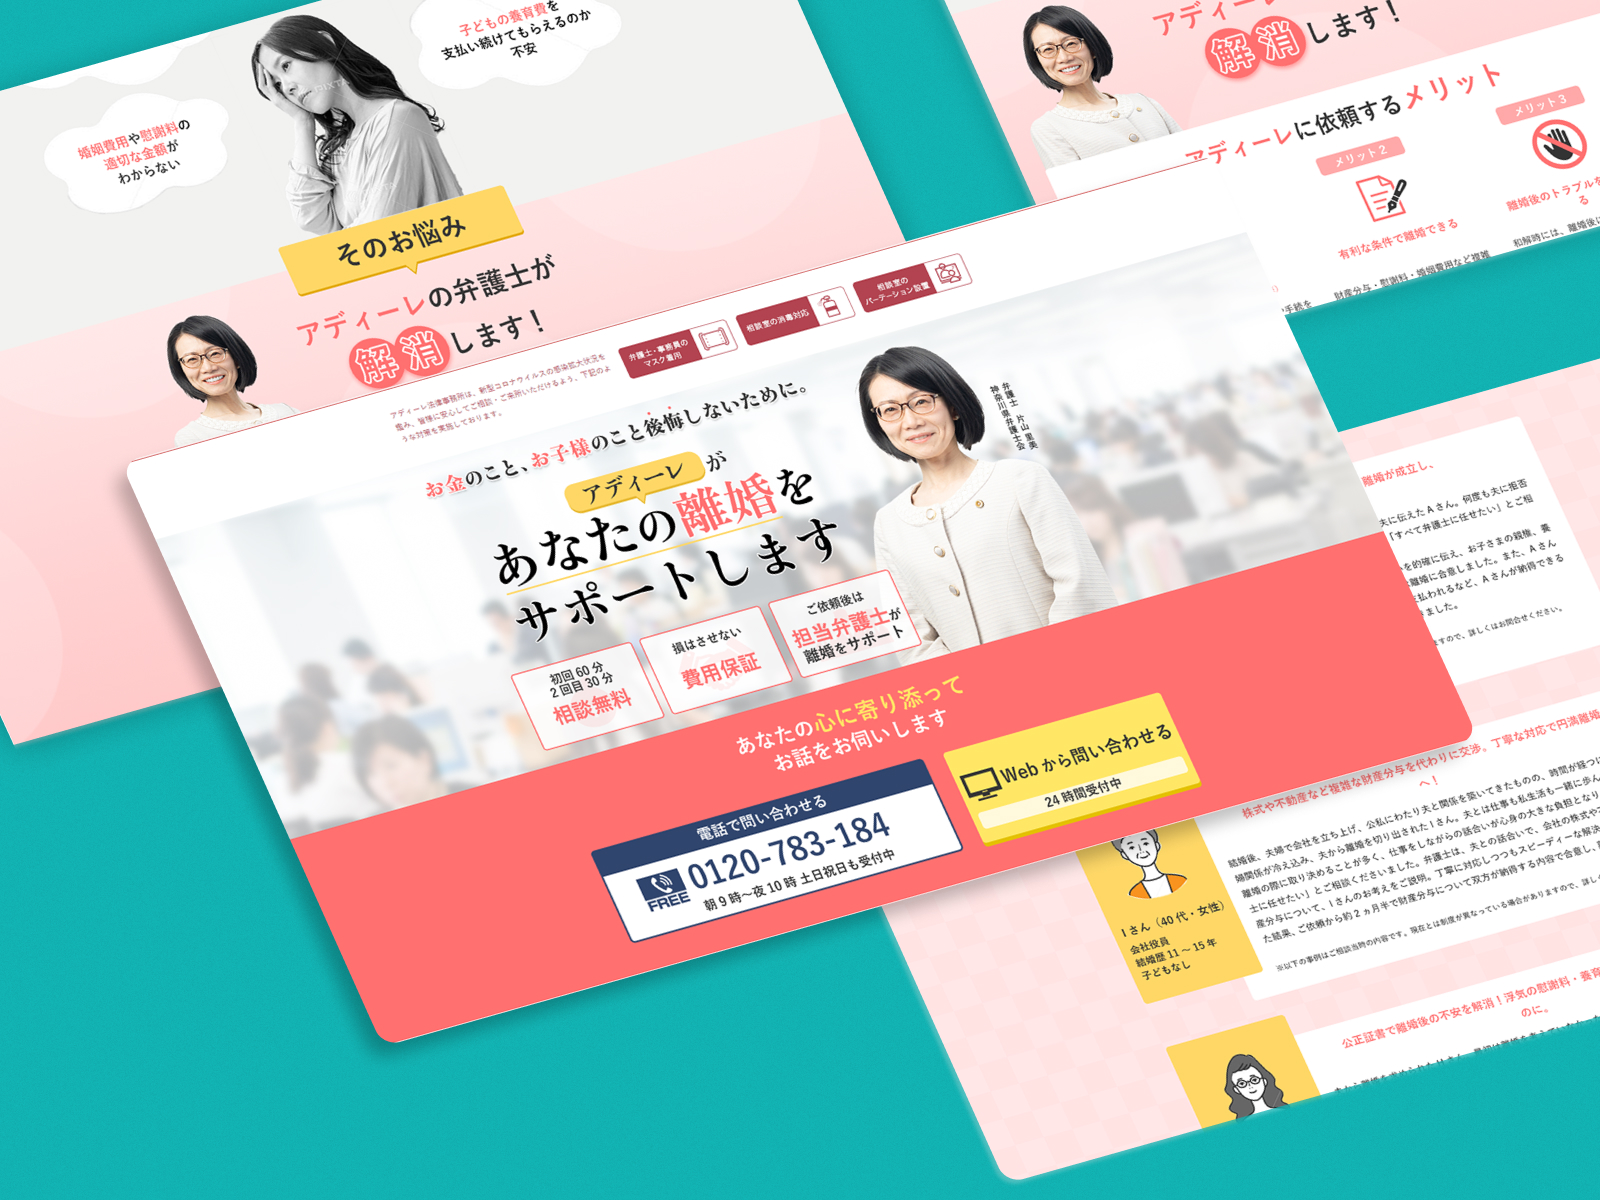 子どもの養育費を
支払い続けてもらえるのか
不安
婚姻費用や慰謝料の
適切な金額が
わからない
そのお悩み
アディーレの弁護士が
解消します！
アディーレ
解消します！
アディーレに依頼するメリット
メリット２
有利な条件で離婚できる
財産分与・慰謝料・婚姻費用など複雑
メリット３
離婚後のトラブルを
る
和解時には、離婚後に
手続を
アディーレ法律事務所は、新型コロナウイルスの感染拡大状況を
鑑み、皆様に安心してご相談・ご来所いただけるよう、下記のよ
うな対策を実施しております。
弁護士・事務員の
マスク着用
相談室の消毒対応
相談室の
パーテーション設置
お金のこと、お子様のこと後悔しないために。
アディーレが
あなたの離婚を
サポートします
弁護士 片山 里美
神奈川県弁護士会
初回 60 分
2 回目 30 分
相談無料
損はさせない
費用保証
ご依頼後は
担当弁護士が
離婚をサポート
あなたの心に寄り添って
お話をお伺いします
電話で問い合わせる
FREE
0120-783-184
朝 9 時～夜 10 時 土日祝日も受付中
Web から問い合わせる
24 時間受付中
離婚が成立し、
夫に伝えた A さん。何度も夫に拒否
「すべて弁護士に任せたい」とご相
を的確に伝え、お子さまの親権、養
離婚に合意しました。また、A さん
払われるなど、A さんが納得できる
ました。
ますので、詳しくはお問合せください。
株式や不動産など複雑な財産分与を代わりに交渉。丁寧な対応で円満離婚
へ！
結婚後、夫婦で会社を立ち上げ、公私にわたり夫と関係を築いてきたものの、時間が経つに
婦関係が冷え込み、夫から離婚を切り出された I さん。夫とは仕事も私生活も一緒に歩ん
離婚の際に取り決めることが多く、仕事をしながらの話合いが心身の大きな負担となり
士に任せたい」とご相談くださいました。弁護士は、夫との話合いで、会社の株式や
産分与について、I さんのお考えをご説明。丁寧に対応しつつもスピーディーな解決
た結果、ご依頼から約 2 ヵ月半で財産分与について双方が納得する内容で合意し、
※以下の事例はご相談当時の内容です。現在とは制度が異なっている場合がありますので、詳しく
I さん（40 代・女性）
会社役員
結婚歴 11 ～ 15 年
子どもなし
公正証書で離婚後の不安を解消！浮気の慰謝料・養育
のに。